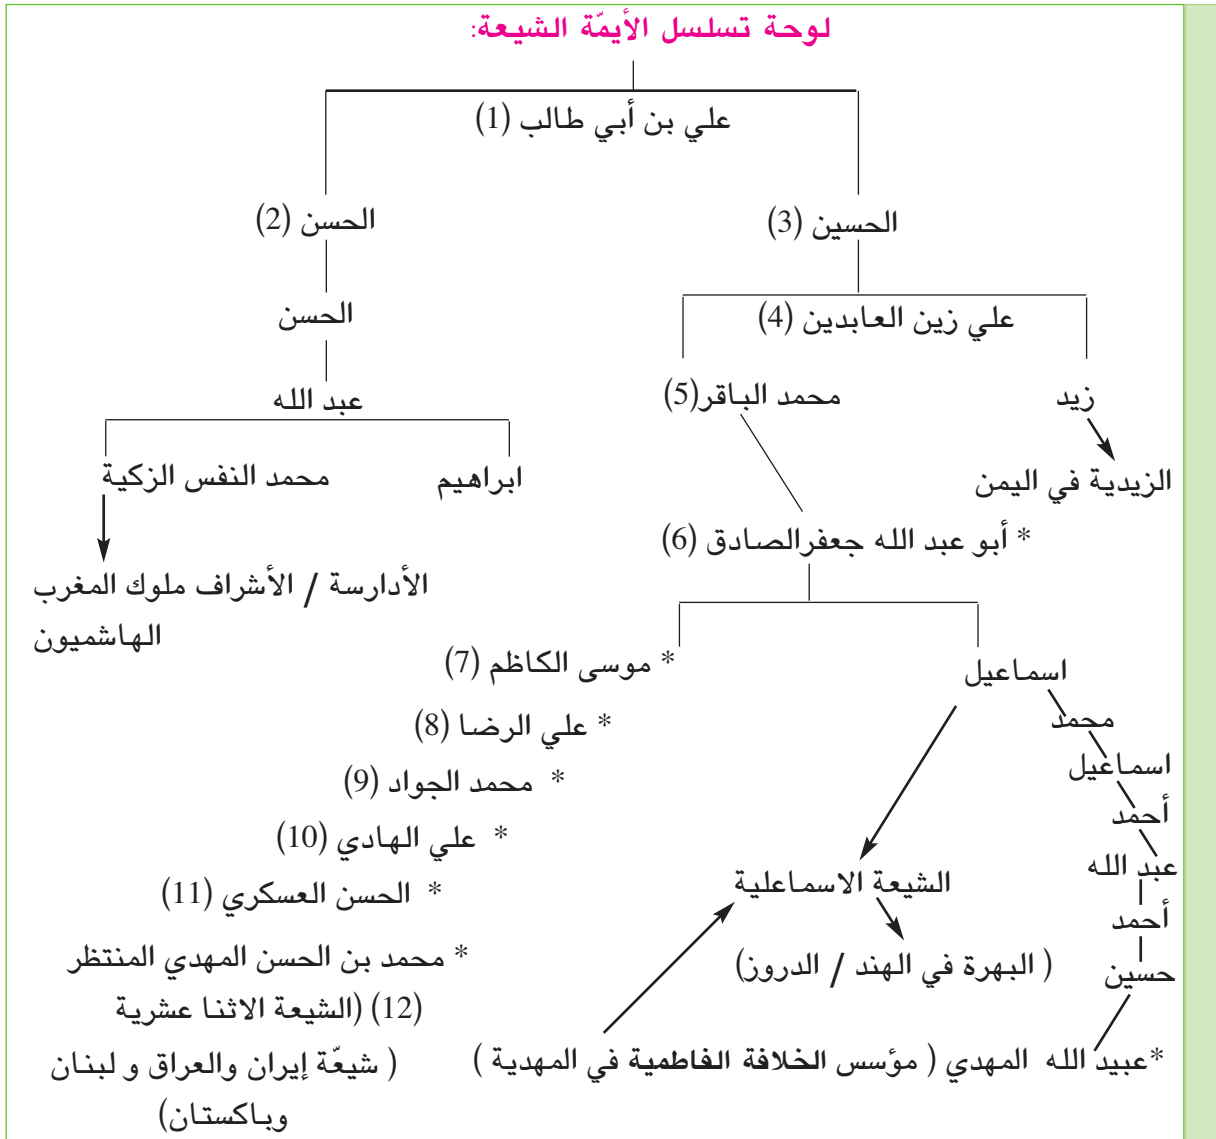 لوحة تسلسل الأيمّة الشيعة:
علي بن أبي طالب (1)
الحسين (3)
الحسن (2)
علي زين العابدين (4)
الحسن
زيد
محمد الباقر(5)
عبد الله
الزيدية في اليمن
ابراهيم
محمد النفس الزكية
* أبو عبد الله جعفرالصادق (6)
الأدارسة / الأشراف ملوك المغرب
الهاشميون
اسماعيل
* موسى الكاظم (7)
محمد
* علي الرضا (8)
اسماعيل
* محمد الجواد (9)
أحمد
* علي الهادي (10)
عبد الله
الشيعة الاسماعلية
* الحسن العسكري (11)
أحمد
حسين
( البهرة في الهند / الدروز)
* محمد بن الحسن المهدي المنتظر
(12) (الشيعة الاثنا عشرية
*عبيد الله المهدي ( مؤسس الخلافة الفاطمية في المهدية )
( شيعّة إيران والعراق و لبنان
وباكستان)